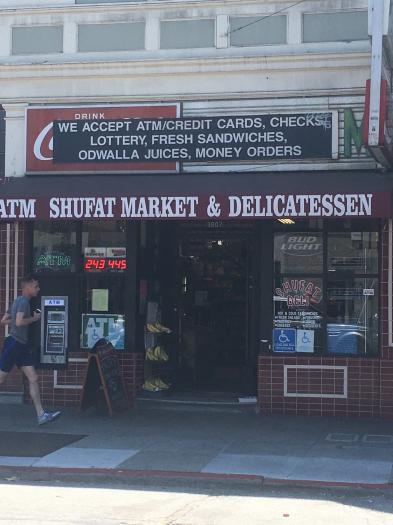 DRINK
WE ACCEPT ATM/CREDIT CARDS, CHECKS,
LOTTERY, FRESH SANDWICHES,
ODWALLA JUICES, MONEY ORDERS
ATM SHUFAT MARKET & DELICATESSEN
3807
ATM
243 445
BUD
LIGHT
SHUFAT
DELI
ATM